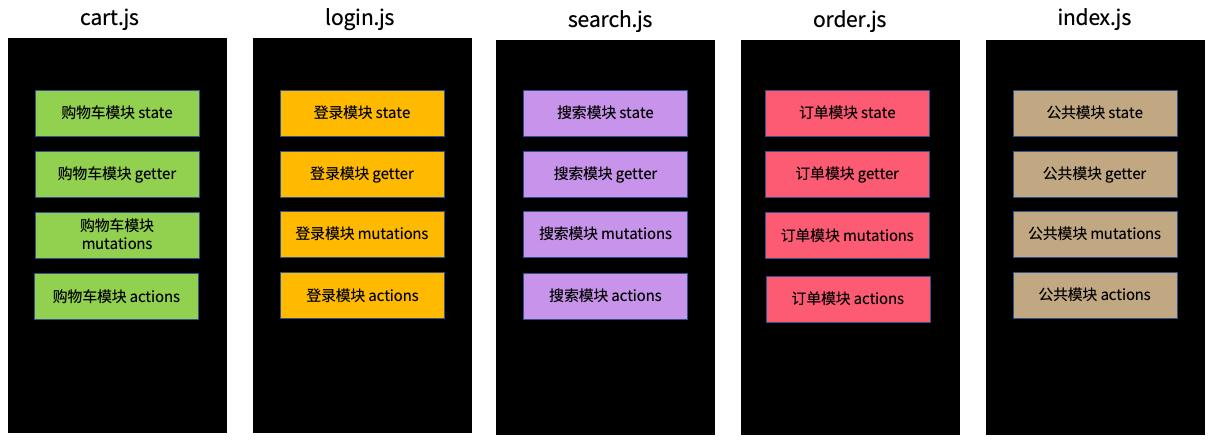 cart.js
购物车模块 state
购物车模块 getter
购物车模块
mutations
购物车模块 actions
login.js
登录模块 state
登录模块 getter
登录模块 mutations
登录模块 actions
search.js
搜索模块 state
搜索模块 getter
搜索模块 mutations
搜索模块 actions
order.js
订单模块 state
订单模块 getter
订单模块 mutations
订单模块 actions
index.js
公共模块 state
公共模块 getter
公共模块 mutations
公共模块 actions